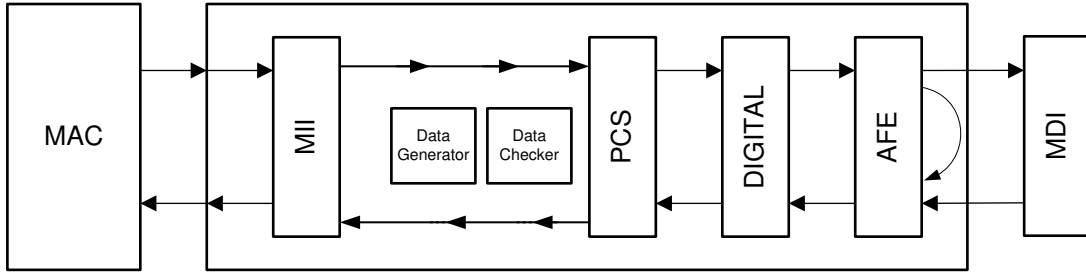 MAC
MII
Data
Generator
Data
Checker
PCS
DIGITAL
AFE
MDI